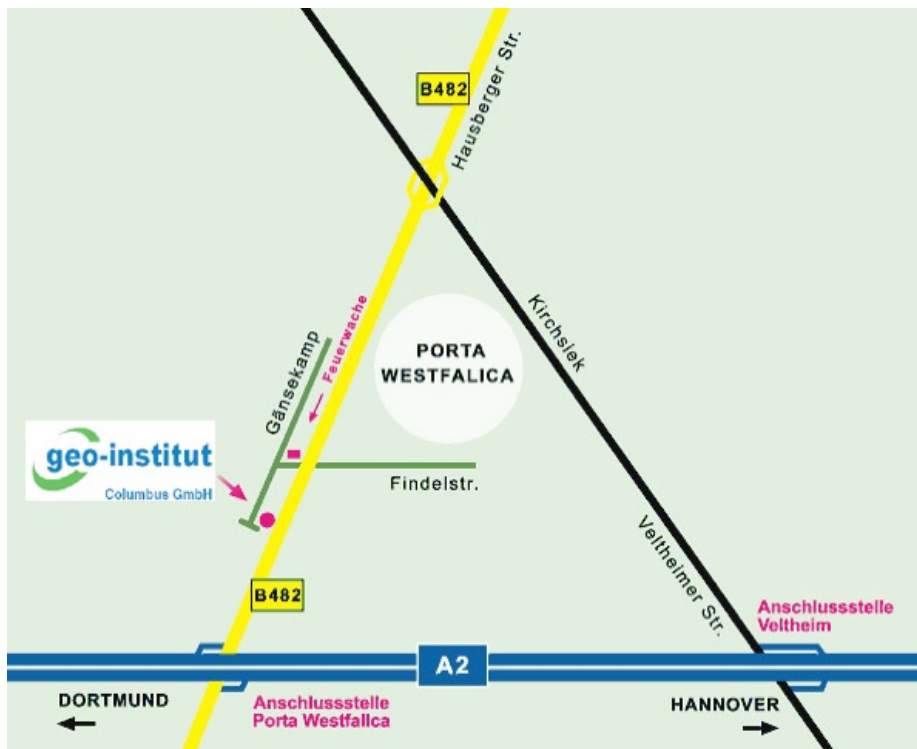 B482
Hausberger Str.
Kirchsiek
PORTA
WESTFALICA
Feuerwache
Gänsekamp
geo-institut
Columbus GmbH
Findelstr.
Veltheimer Str.
B482
Anschlussstelle
Veltheim
A2
DORTMUND
Anschlussstelle
Porta Westfalica
HANNOVER